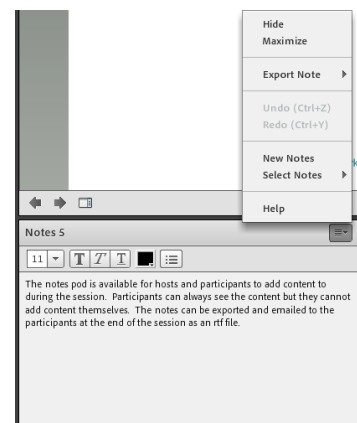 Hide
Maximize
Export Note
Undo (Ctrl+Z)
Redo (Ctrl+Y)
New Notes
Select Notes
Help
Notes 5
11 T T T
The notes pod is available for hosts and participants to add content to
during the session. Participants can always see the content but they cannot
add content themselves. The notes can be exported and emailed to the
participants at the end of the session as an rtf file.